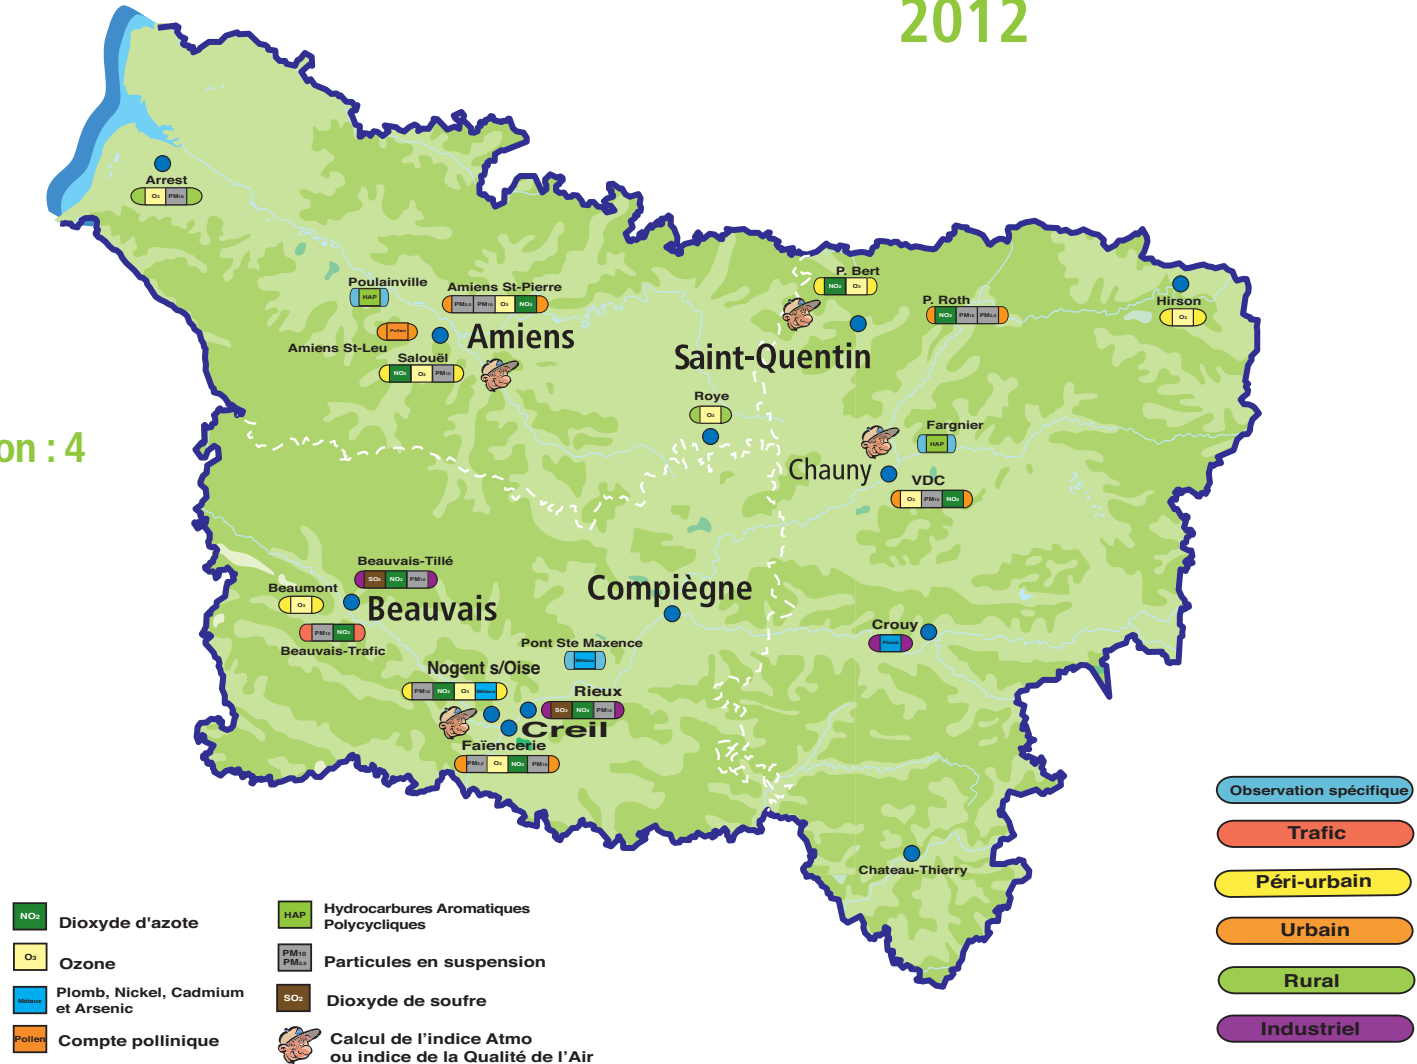 2012
on : 4
Arrest
O₃ PM₁₀
Poulainville
HAP
Amiens St-Pierre
PM₂,₅ PM₁₀ O₃ NO₂
Pollen
Amiens
Amiens St-Leu
Salouël
NO₂ O₃ PM₁₀
P. Bert
NO₂ O₃
Saint-Quentin
P. Roth
NO₂ PM₁₀ PM₂,₅
Hirson
O₃
Roye
O₃
Fargnier
HAP
Chauny
VDC
O₃ PM₁₀ NO₂
Beauvais-Tillé
SO₂ NO₂ PM₁₀
Beaumont
O₃
Beauvais
PM₁₀ NO₂
Beauvais-Trafic
Compiègne
Crouy
Plomb
Pont Ste Maxence
Métaux
Nogent s/Oise
PM₁₀ NO₂ O₃ Métaux
Rieux
SO₂ NO₂ PM₁₀
Creil
Faïencerie
PM₂,₅ O₃ NO₂ PM₁₀
Chateau-Thierry
Observation spécifique
Trafic
Péri-urbain
Urbain
Rural
Industriel
NO₂ Dioxyde d'azote
O₃ Ozone
Métaux Plomb, Nickel, Cadmium
et Arsenic
Pollen Compte pollinique
HAP Hydrocarbures Aromatiques
Polycycliques
PM₁₀
PM₂,₅ Particules en suspension
SO₂ Dioxyde de soufre
Calcul de l'indice Atmo
ou indice de la Qualité de l'Air